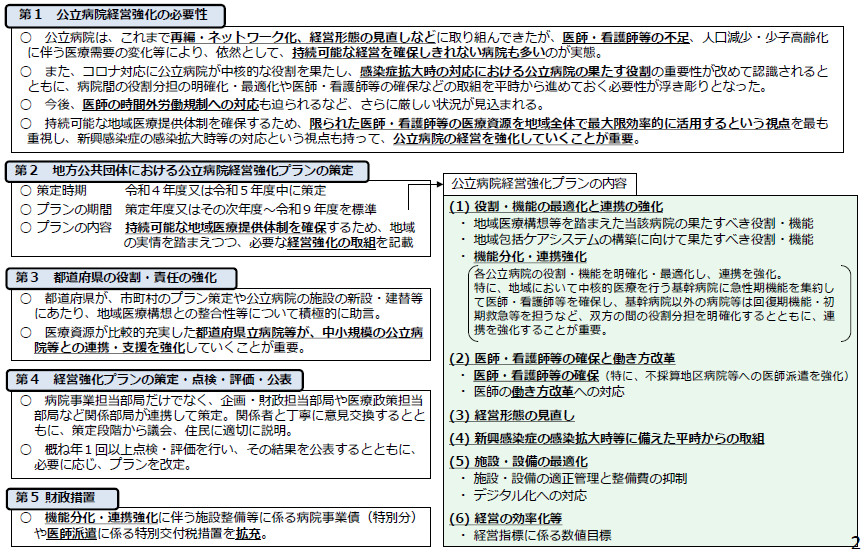 第１　公立病院経営強化の必要性
○　公立病院は、これまで再編・ネットワーク化、経営形態の見直しなどに取り組んできたが、医師・看護師等の不足、人口減少・少子高齢化
に伴う医療需要の変化等により、依然として、持続可能な経営を確保しきれない病院も多いのが実態。
○　また、コロナ対応に公立病院が中核的な役割を果たし、感染症拡大時の対応における公立病院の果たす役割の重要性が改めて認識されると
ともに、病院間の役割分担の明確化・最適化や医師・看護師等の確保などの取組を平時から進めておく必要性が浮き彫りとなった。
○　今後、医師の時間外労働規制への対応も迫られるなど、さらに厳しい状況が見込まれる。
○　持続可能な地域医療提供体制を確保するため、限られた医師・看護師等の医療資源を地域全体で最大限効率的に活用するという視点を最も
重視し、新興感染症の感染拡大時等の対応という視点も持って、公立病院の経営を強化していくことが重要。
第２　地方公共団体における公立病院経営強化プランの策定
○　策定時期　　令和４年度又は令和５年度中に策定
○　プランの期間　策定年度又はその次年度～令和９年度を標準
○　プランの内容　持続可能な地域医療提供体制を確保するため、地域
の実情を踏まえつつ、必要な経営強化の取組を記載
第３　都道府県の役割・責任の強化
○　都道府県が、市町村のプラン策定や公立病院の施設の新設・建替等
にあたり、地域医療構想との整合性等について積極的に助言。
○　医療資源が比較的充実した都道府県立病院等が、中小規模の公立病
院等との連携・支援を強化していくことが重要。
第４　経営強化プランの策定・点検・評価・公表
○　病院事業担当部局だけでなく、企画・財政担当部局や医療政策担当
部局など関係部局が連携して策定。関係者と丁寧に意見交換するとと
もに、策定段階から議会、住民に適切に説明。
○　概ね年１回以上点検・評価を行い、その結果を公表するとともに、
必要に応じ、プランを改定。
第５ 財政措置
○　機能分化・連携強化に伴う施設整備等に係る病院事業債（特別分）
や医師派遣に係る特別交付税措置を拡充。
公立病院経営強化プランの内容
(1) 役割・機能の最適化と連携の強化
・ 地域医療構想等を踏まえた当該病院の果たすべき役割・機能
・ 地域包括ケアシステムの構築に向けて果たすべき役割・機能
・ 機能分化・連携強化
各公立病院の役割・機能を明確化・最適化し、連携を強化。
特に、地域において中核的医療を行う基幹病院に急性期機能を集約し
て医師・看護師等を確保し、基幹病院以外の病院等は回復期機能・初
期救急等を担うなど、双方の間の役割分担を明確化するとともに、連
携を強化することが重要。
(2) 医師・看護師等の確保と働き方改革
・ 医師・看護師等の確保（特に、不採算地区病院等への医師派遣を強化）
・ 医師の働き方改革への対応
(3) 経営形態の見直し
(4) 新興感染症の感染拡大時等に備えた平時からの取組
(5) 施設・設備の最適化
・ 施設・設備の適正管理と整備費の抑制
・ デジタル化への対応
(6) 経営の効率化等
・ 経営指標に係る数値目標
2